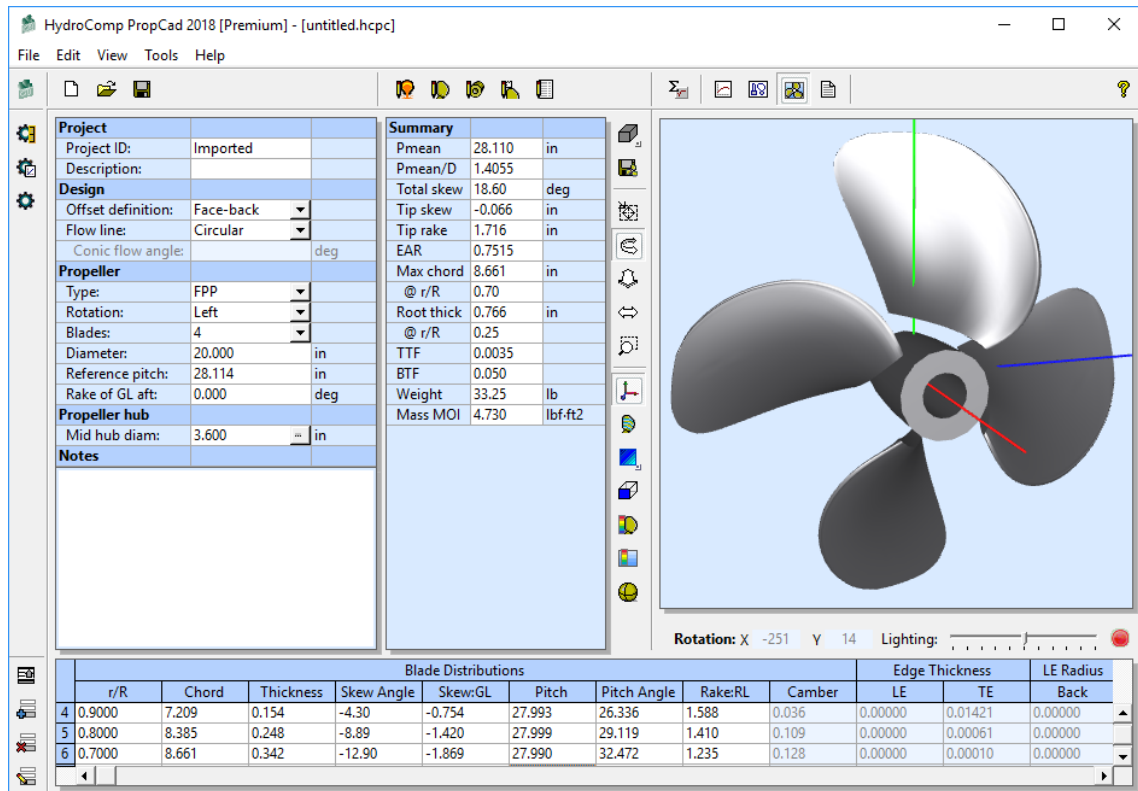 HydroComp PropCad 2018 [Premium] - [untitled.hcpc]
File Edit View Tools Help
Project
Project ID: Imported
Description:
Design
Offset definition: Face-back
Flow line: Circular
Conic flow angle: deg
Propeller
Type: FPP
Rotation: Left
Blades: 4
Diameter: 20.000 in
Reference pitch: 28.114 in
Rake of GL aft: 0.000 deg
Propeller hub
Mid hub diam: 3.600 in
Notes
Summary
Pmean 28.110 in
Pmean/D 1.4055
Total skew 18.60 deg
Tip skew -0.066 in
Tip rake 1.716 in
EAR 0.7515
Max chord 8.661 in
@ r/R 0.70
Root thick 0.766 in
@ r/R 0.25
TTF 0.0035
BTF 0.050
Weight 33.25 lb
Mass MOI 4.730 lbf·ft2
Rotation: X -251 Y 14 Lighting:
Blade Distributions Edge Thickness LE Radius
r/R Chord Thickness Skew Angle Skew:GL Pitch Pitch Angle Rake:RL Camber LE TE Back
4 0.9000 7.209 0.154 -4.30 -0.754 27.993 26.336 1.588 0.036 0.00000 0.01421 0.00000
5 0.8000 8.385 0.248 -8.89 -1.420 27.999 29.119 1.410 0.109 0.00000 0.00061 0.00000
6 0.7000 8.661 0.342 -12.90 -1.869 27.990 32.472 1.235 0.128 0.00000 0.00010 0.00000